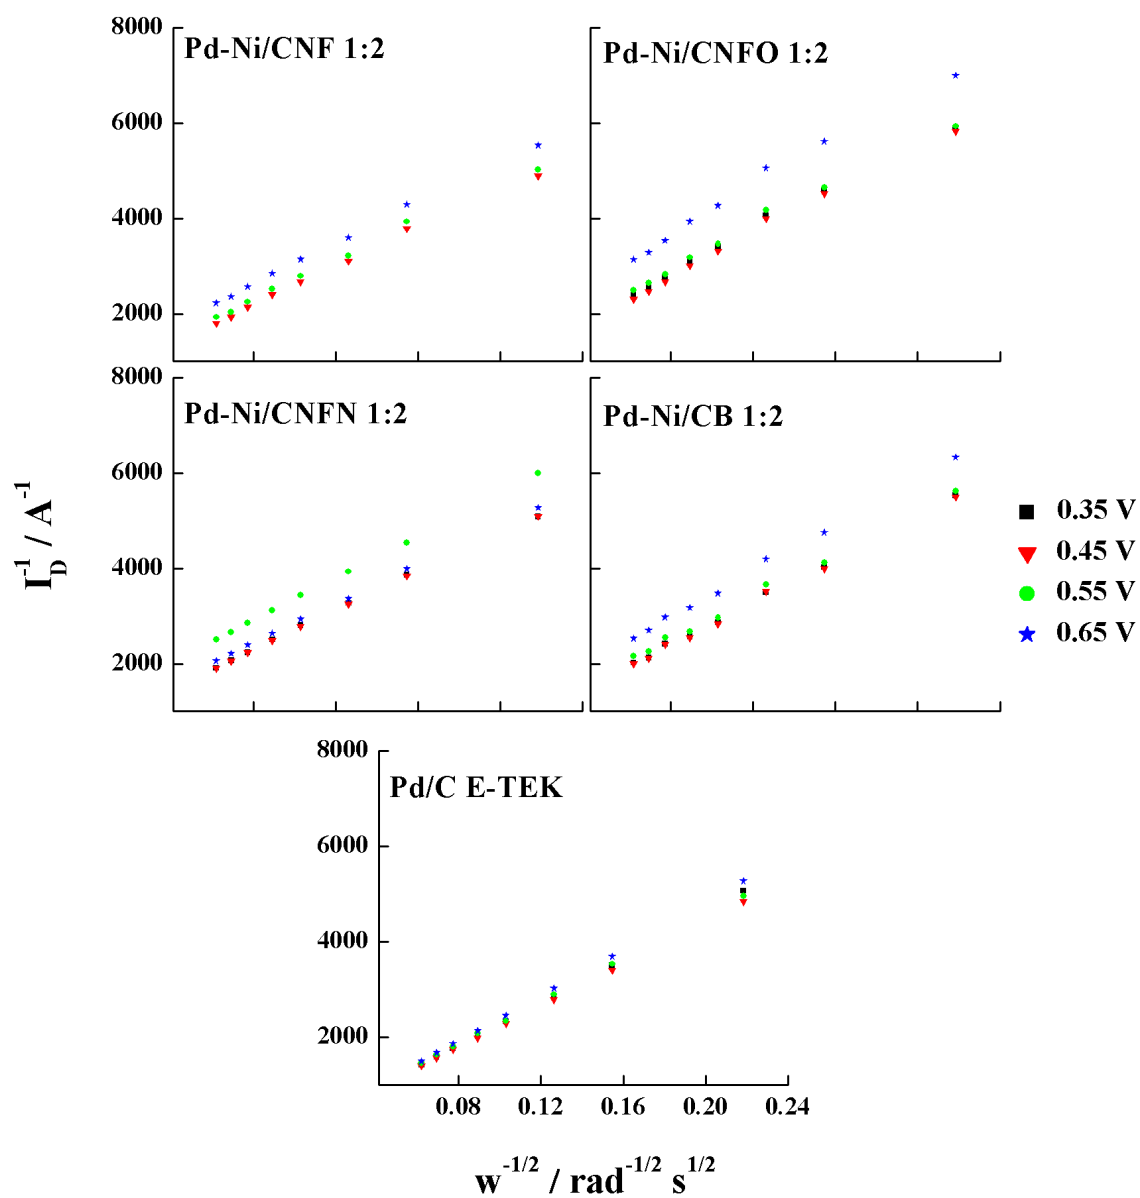 8000
6000
4000
2000
Pd-Ni/CNF 1:2
Pd-Ni/CNFO 1:2
8000
6000
4000
2000
Pd-Ni/CNFN 1:2
Pd-Ni/CB 1:2
I_D^-1 / A^-1
0.35 V
0.45 V
0.55 V
0.65 V
8000
6000
4000
2000
Pd/C E-TEK
0.08 0.12 0.16 0.20 0.24
w^-1/2 / rad^-1/2 s^1/2